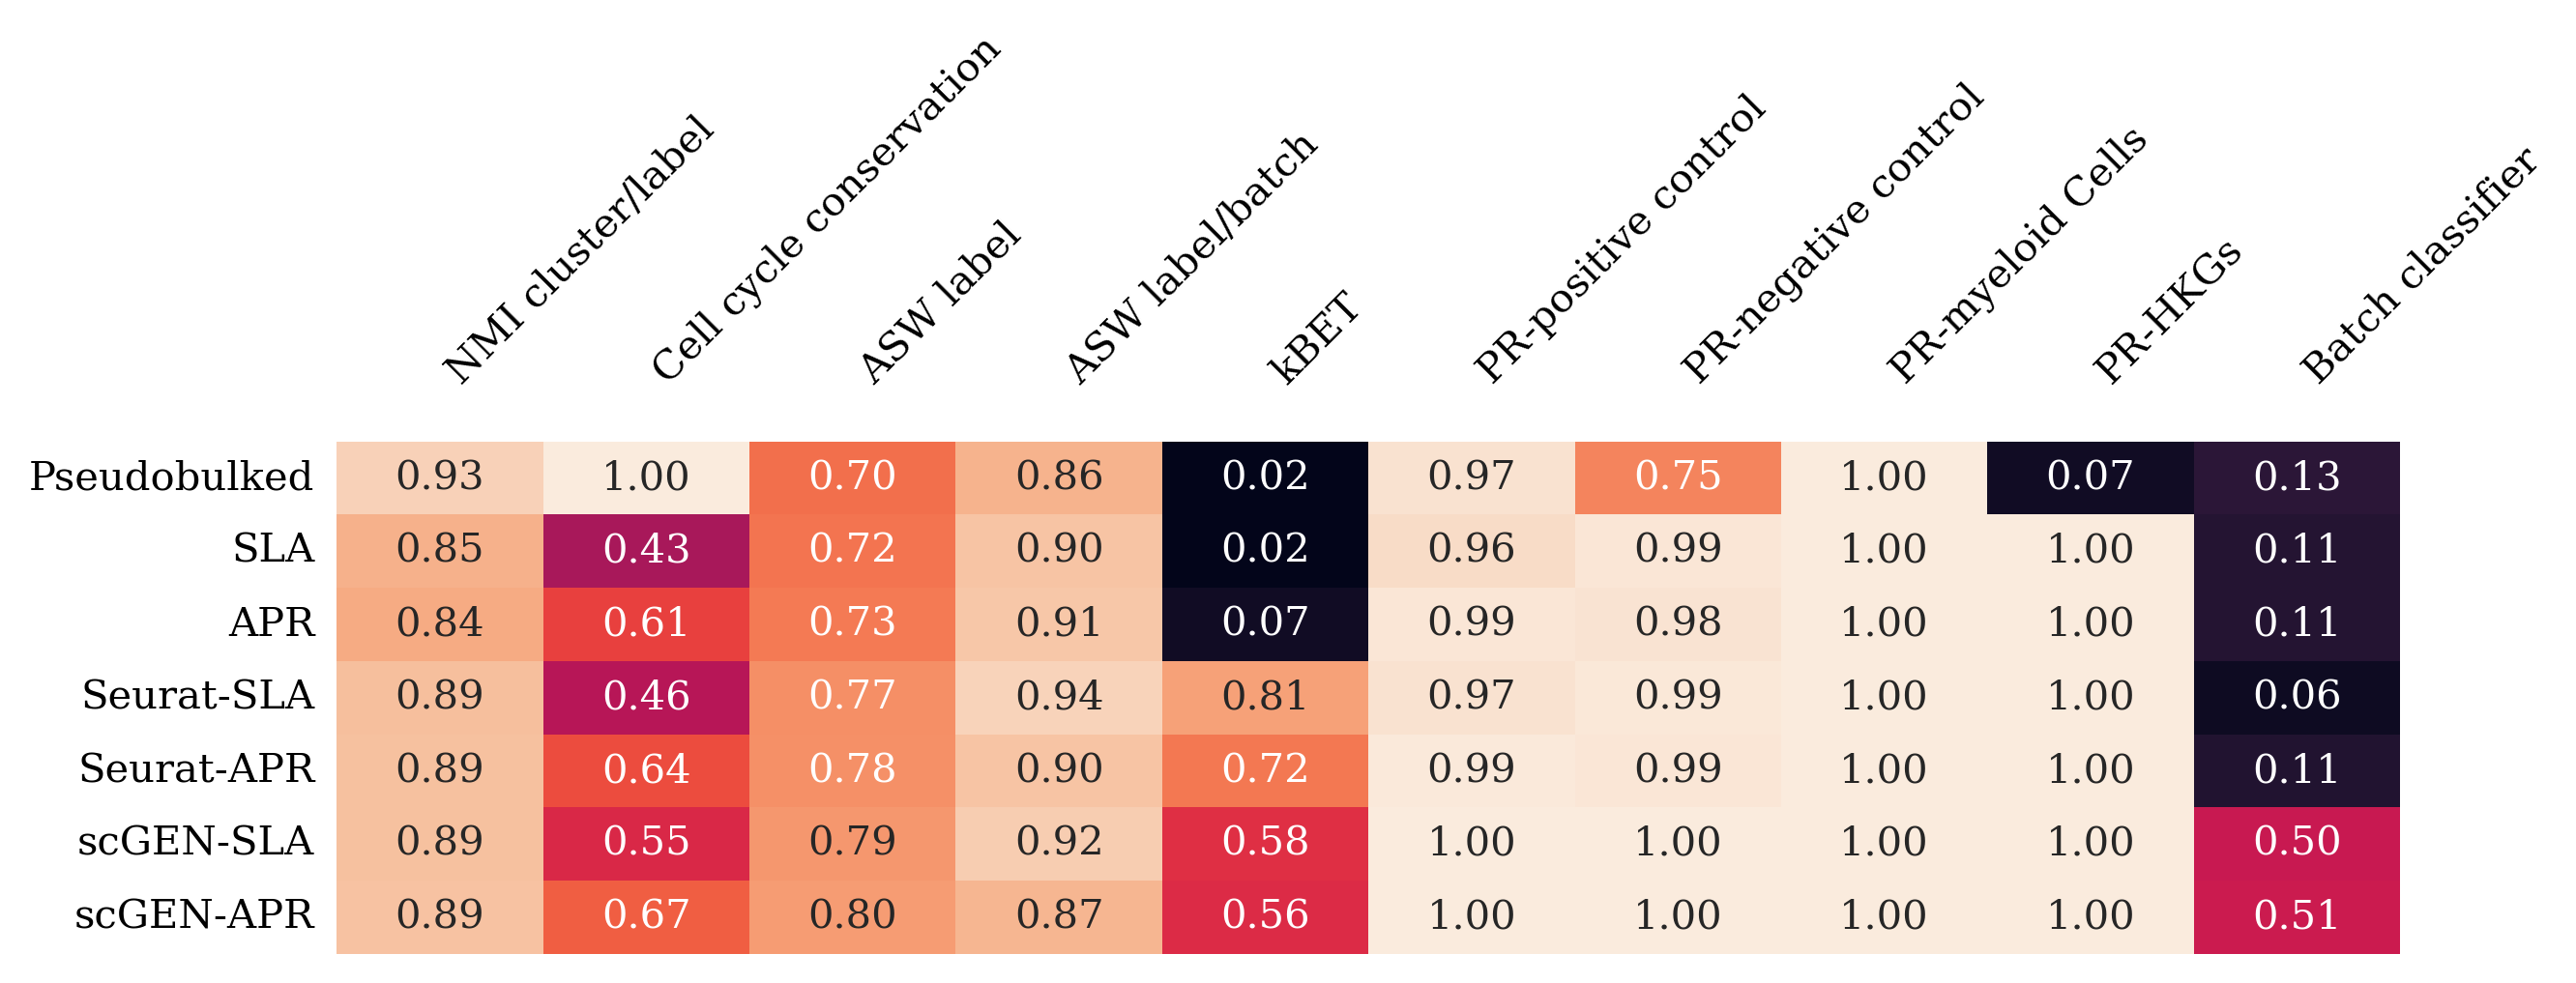 NMI cluster/label
Cell cycle conservation
ASW label
ASW label/batch
kBET
PR-positive control
PR-negative control
PR-myeloid Cells
PR-HKGs
Batch classifier
Pseudobulked 0.93 1.00 0.70 0.86 0.02 0.97 0.75 1.00 0.07 0.13
SLA 0.85 0.43 0.72 0.90 0.02 0.96 0.99 1.00 1.00 0.11
APR 0.84 0.61 0.73 0.91 0.07 0.99 0.98 1.00 1.00 0.11
Seurat-SLA 0.89 0.46 0.77 0.94 0.81 0.97 0.99 1.00 1.00 0.06
Seurat-APR 0.89 0.64 0.78 0.90 0.72 0.99 0.99 1.00 1.00 0.11
scGEN-SLA 0.89 0.55 0.79 0.92 0.58 1.00 1.00 1.00 1.00 0.50
scGEN-APR 0.89 0.67 0.80 0.87 0.56 1.00 1.00 1.00 1.00 0.51